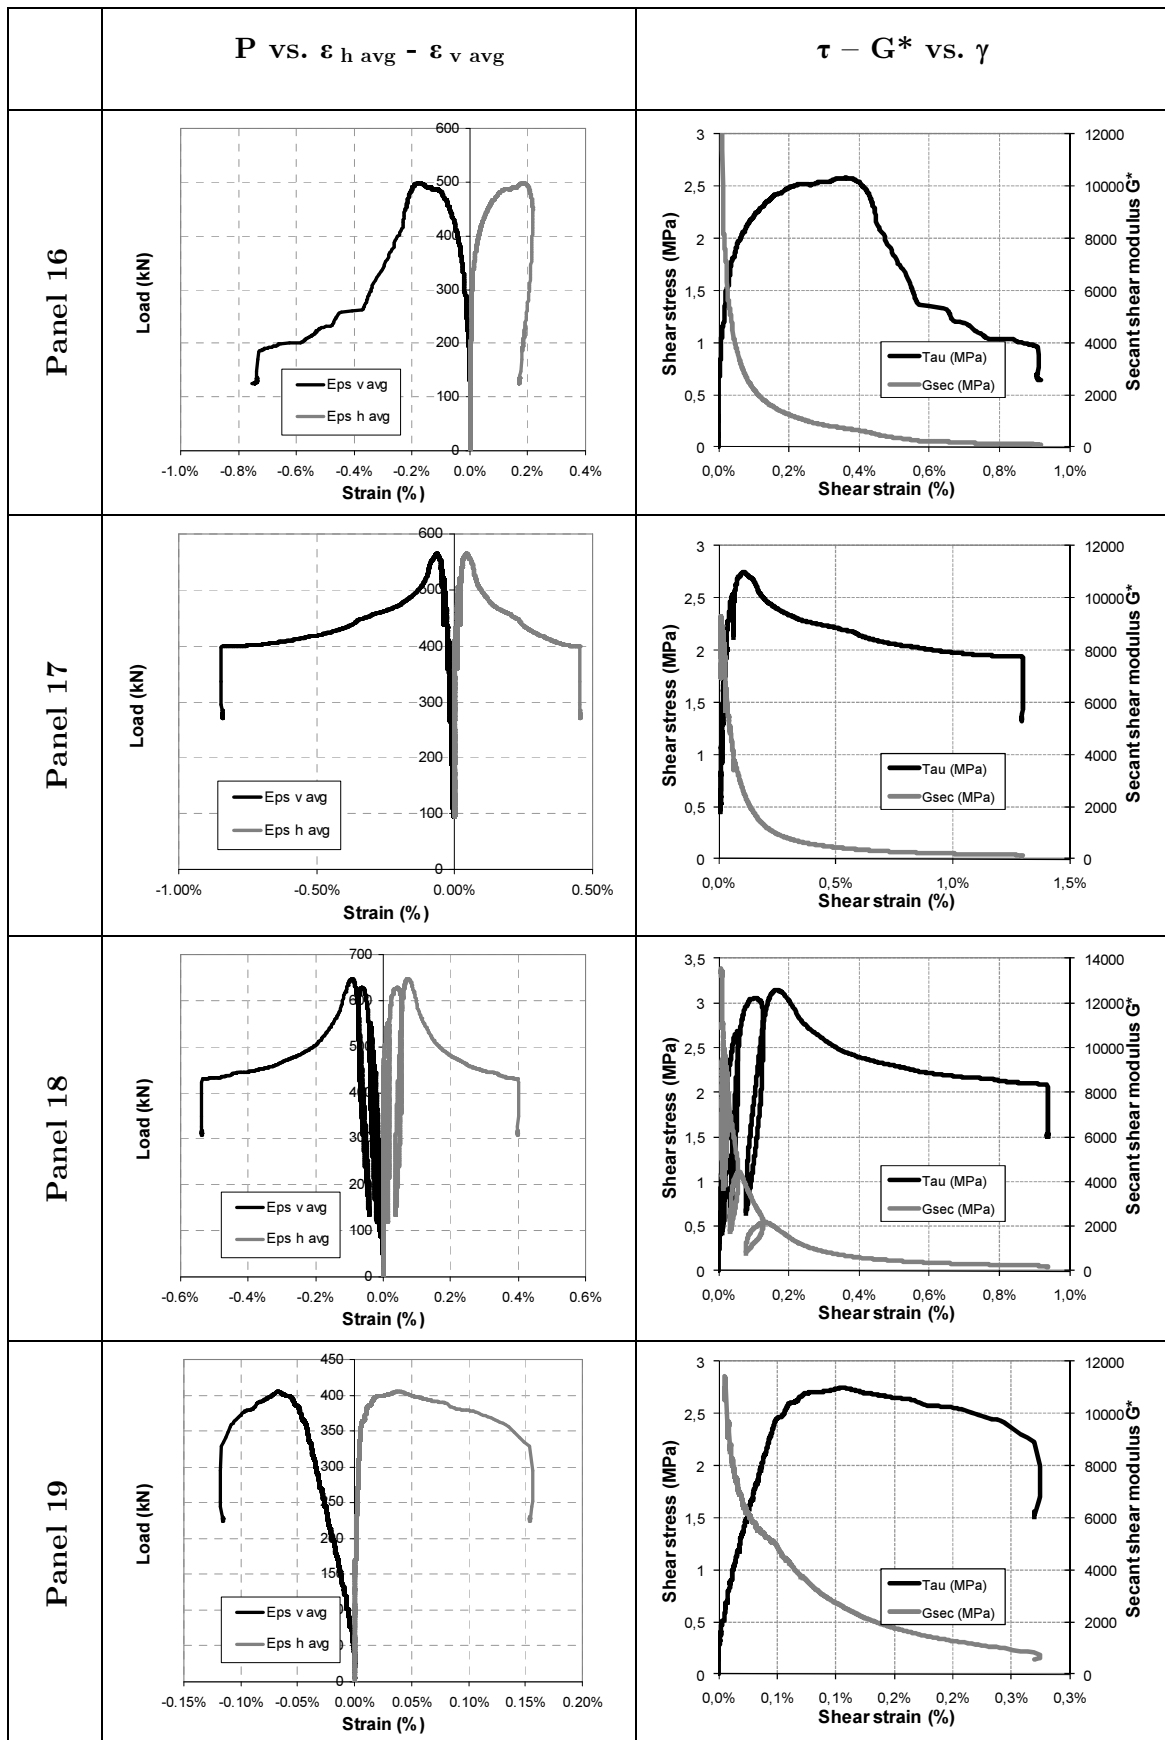 P vs. ε h avg - ε v avg
τ – G* vs. γ
Panel 16
600
500
400
300
200
100
0
-1.0% -0.8% -0.6% -0.4% -0.2% 0.0% 0.2% 0.4%
Load (kN)
Strain (%)
Eps v avg
Eps h avg
3
2,5
2
1,5
1
0,5
0
12000
10000
8000
6000
4000
2000
0
0,0% 0,2% 0,4% 0,6% 0,8% 1,0%
Shear stress (MPa)
Secant shear modulus G*
Shear strain (%)
Tau (MPa)
Gsec (MPa)
Panel 17
600
500
400
300
200
100
0
-1.00% -0.50% 0.00% 0.50%
Load (kN)
Strain (%)
Eps v avg
Eps h avg
3
2,5
2
1,5
1
0,5
0
12000
10000
8000
6000
4000
2000
0
0,0% 0,5% 1,0% 1,5%
Shear stress (MPa)
Secant shear modulus G*
Shear strain (%)
Tau (MPa)
Gsec (MPa)
Panel 18
700
600
500
400
300
200
100
0
-0.6% -0.4% -0.2% 0.0% 0.2% 0.4% 0.6%
Load (kN)
Strain (%)
Eps v avg
Eps h avg
3,5
3
2,5
2
1,5
1
0,5
0
14000
12000
10000
8000
6000
4000
2000
0
0,0% 0,2% 0,4% 0,6% 0,8% 1,0%
Shear stress (MPa)
Secant shear modulus G*
Shear strain (%)
Tau (MPa)
Gsec (MPa)
Panel 19
450
400
350
300
250
200
150
100
50
0
-0.15% -0.10% -0.05% 0.00% 0.05% 0.10% 0.15% 0.20%
Load (kN)
Strain (%)
Eps v avg
Eps h avg
3
2,5
2
1,5
1
0,5
0
12000
10000
8000
6000
4000
2000
0
0,0% 0,1% 0,1% 0,2% 0,2% 0,3% 0,3%
Shear stress (MPa)
Secant shear modulus G*
Shear strain (%)
Tau (MPa)
Gsec (MPa)